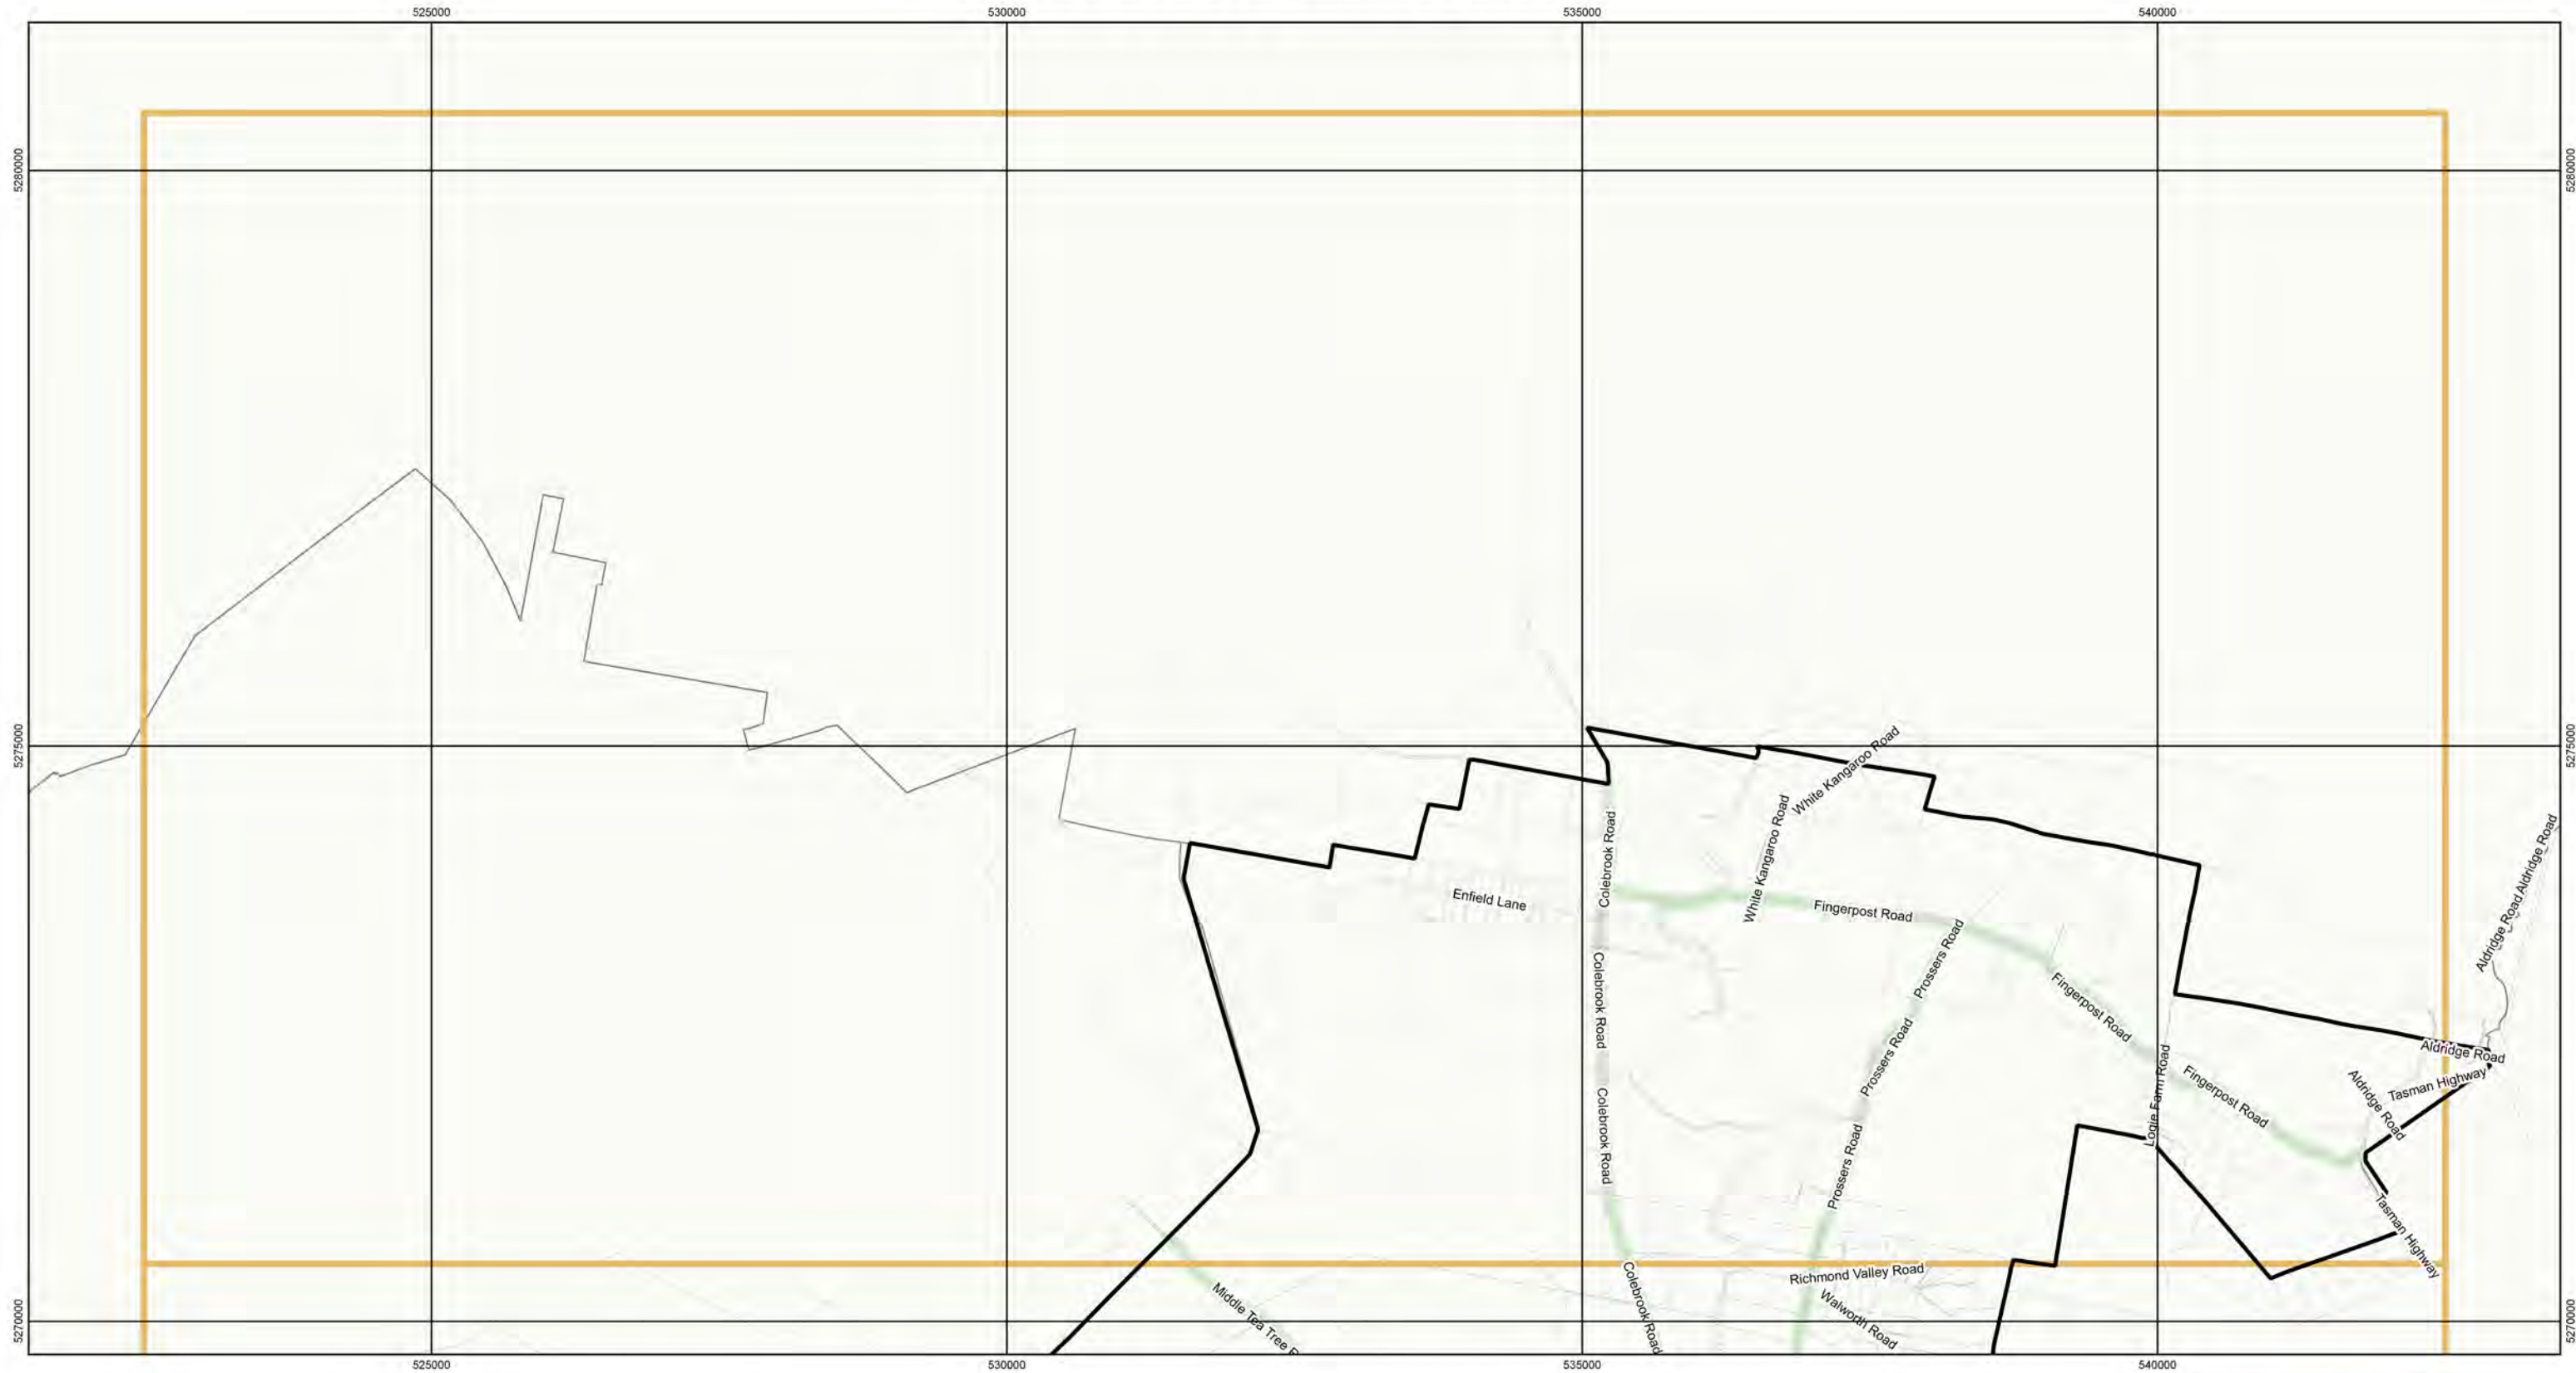 525000
530000
535000
540000
5280000
5280000
5275000
5275000
White Kangaroo Road
White Kangaroo Road
Colebrook Road
Enfield Lane
Fingerpost Road
Aldridge Road
Aldridge Road
Prossers Road
Colebrook Road
Fingerpost Road
Prossers Road
Aldridge Road
Tasman Highway
Logie Farm Road
Fingerpost Road
Aldridge Road
Colebrook Road
Prossers Road
Tasman Highway
Richmond Valley Road
Colebrook Road
Walworth Road
Middle Tea Tree R
5270000
5270000
525000
530000
535000
540000